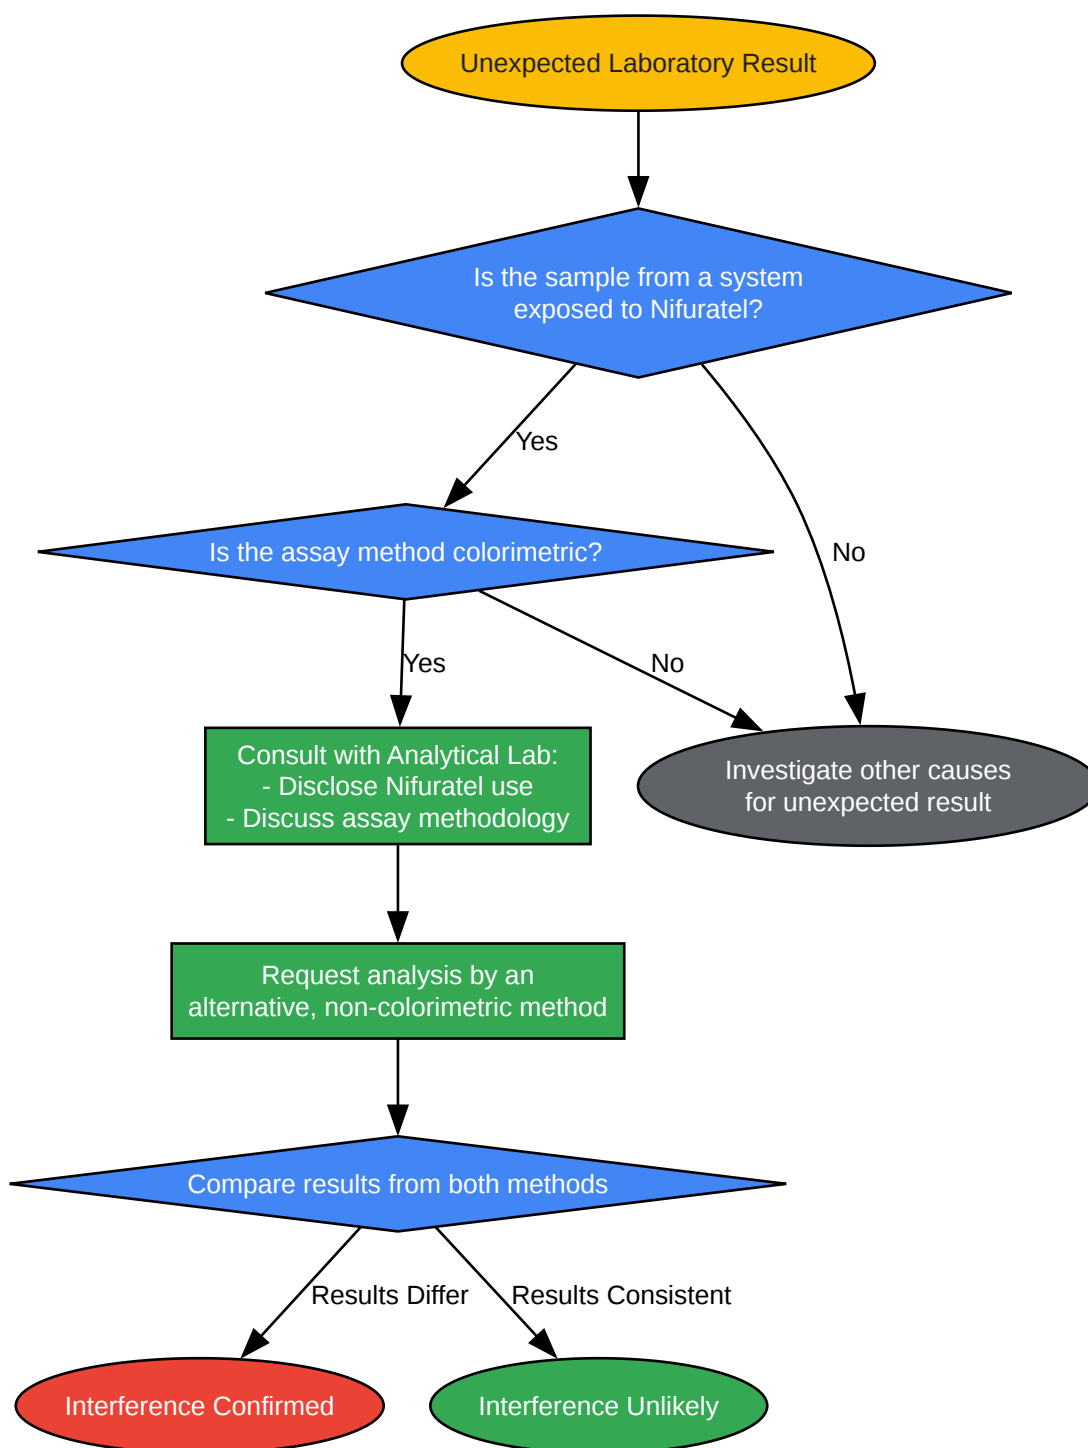 Unexpected Laboratory Result
Is the sample from a system
exposed to Nifuratel?
Yes
Is the assay method colorimetric?
No
Yes
No
Consult with Analytical Lab:
- Disclose Nifuratel use
- Discuss assay methodology
Investigate other causes
for unexpected result
Request analysis by an
alternative, non-colorimetric method
Compare results from both methods
Results Differ
Results Consistent
Interference Confirmed
Interference Unlikely